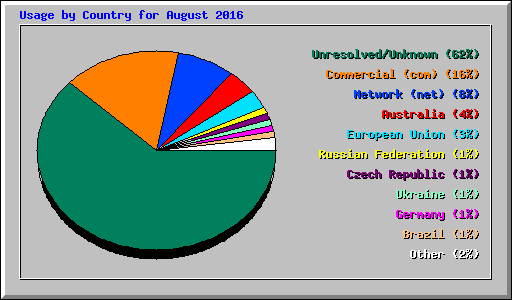 Usage by Country for August 2016
Unresolved/Unknown (62%)
Commercial (com) (16%)
Network (net) (8%)
Australia (4%)
European Union (3%)
Russian Federation (1%)
Czech Republic (1%)
Ukraine (1%)
Germany (1%)
Brazil (1%)
Other (2%)